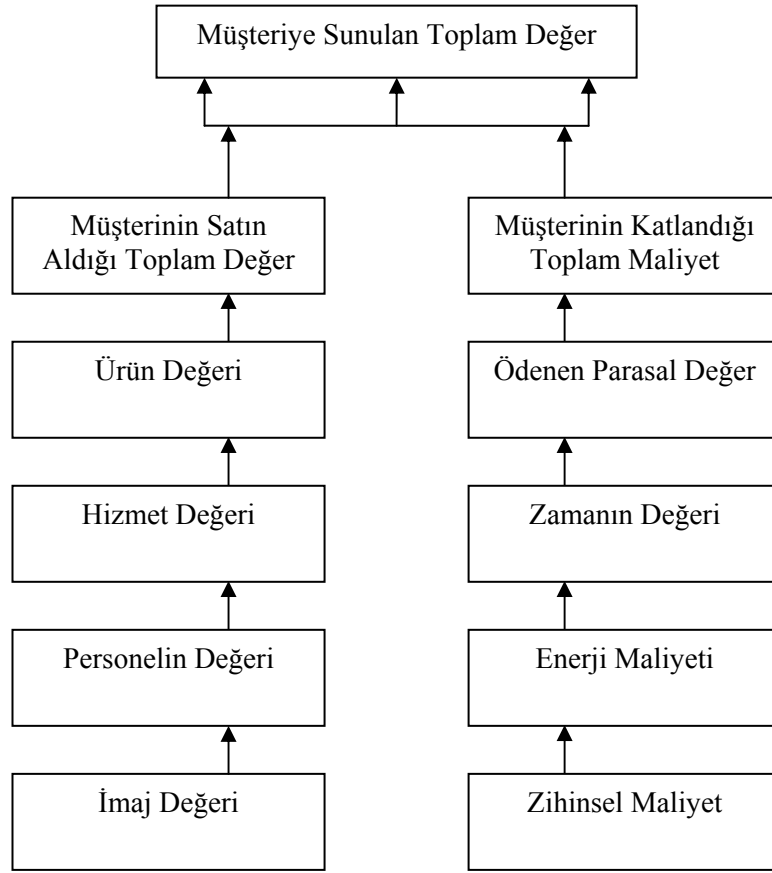 Müşteriye Sunulan Toplam Değer
Müşterinin Satın
Aldığı Toplam Değer
Müşterinin Katlandığı
Toplam Maliyet
Ürün Değeri
Ödenen Parasal Değer
Hizmet Değeri
Zamanın Değeri
Personelin Değeri
Enerji Maliyeti
İmaj Değeri
Zihinsel Maliyet